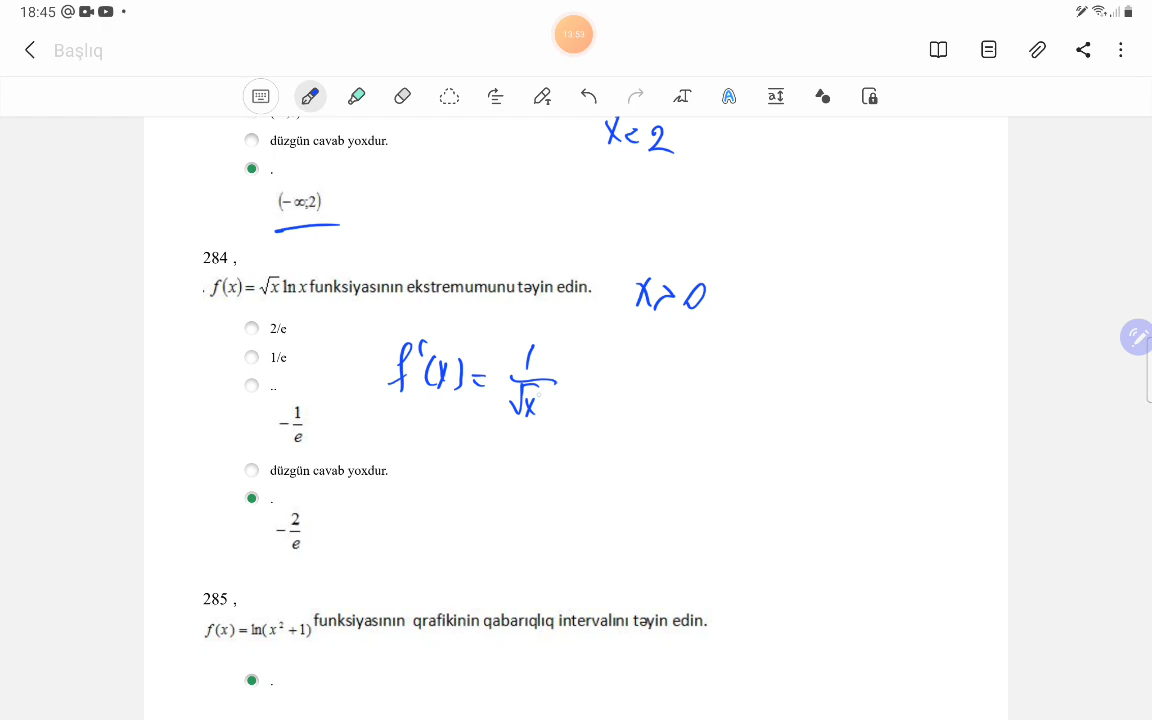 18:45
13:53
Başlıq
x < 2
düzgün cavab yoxdur.
.
(− ∞;2)
284 ,
. f(x) = √x ln x funksiyasının ekstremumunu təyin edin.
x > 0
2/e
1/e
f'(x) = 1/√x
..
− 1/e
düzgün cavab yoxdur.
.
− 2/e
285 ,
f(x) = ln(x² +1) funksiyasının qrafikinin qabarıqlıq intervalını təyin edin.
.